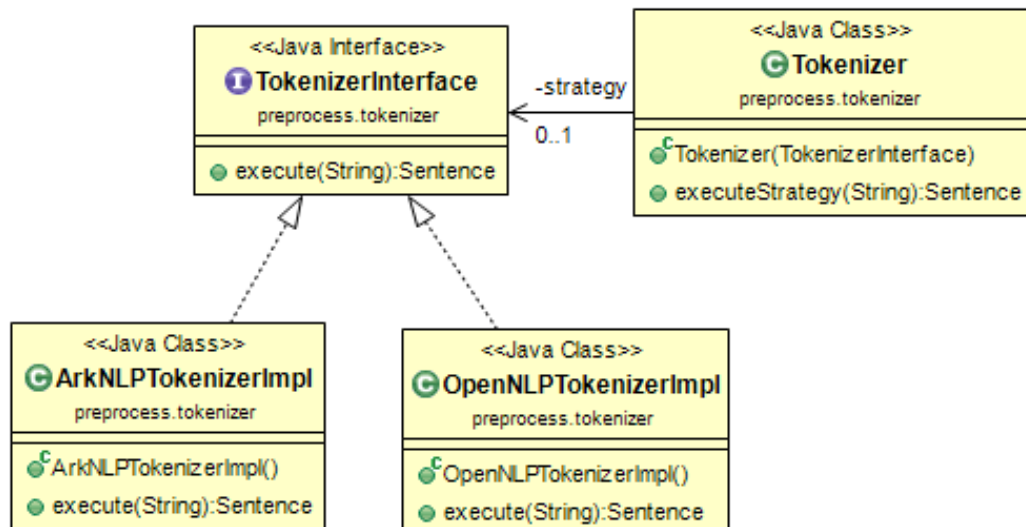 <<Java Interface>>
TokenizerInterface
preprocess.tokenizer
execute(String):Sentence
-strategy
0..1
<<Java Class>>
Tokenizer
preprocess.tokenizer
Tokenizer(TokenizerInterface)
executeStrategy(String):Sentence
<<Java Class>>
ArkNLPTokenizerImpl
preprocess.tokenizer
ArkNLPTokenizerImpl()
execute(String):Sentence
<<Java Class>>
OpenNLPTokenizerImpl
preprocess.tokenizer
OpenNLPTokenizerImpl()
execute(String):Sentence